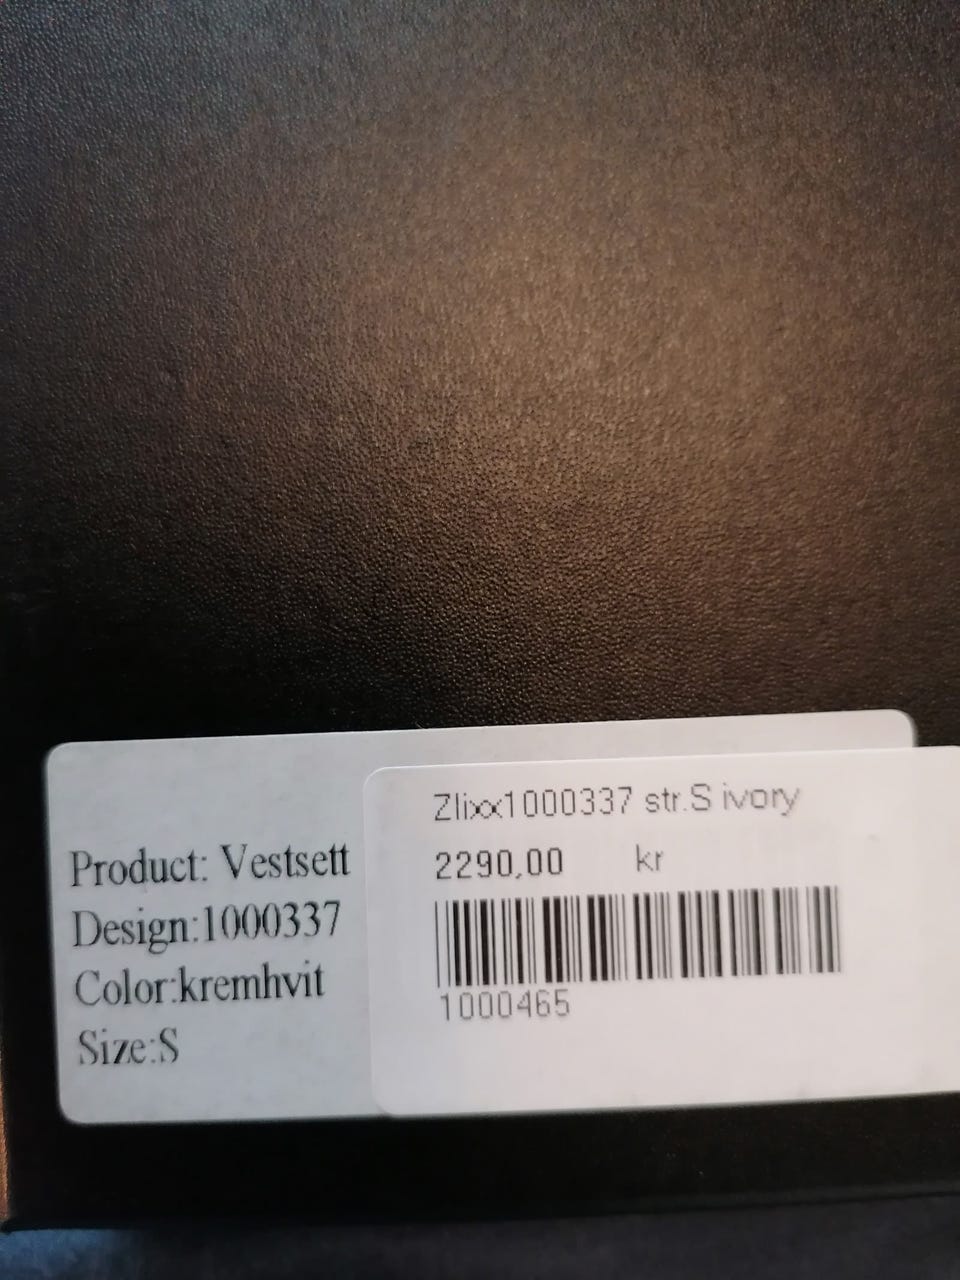 Product: Vestsett
Design:1000337
Color:kremhvit
Size:S
Zlixx1000337 str.S ivory
2290,00 kr
1000465